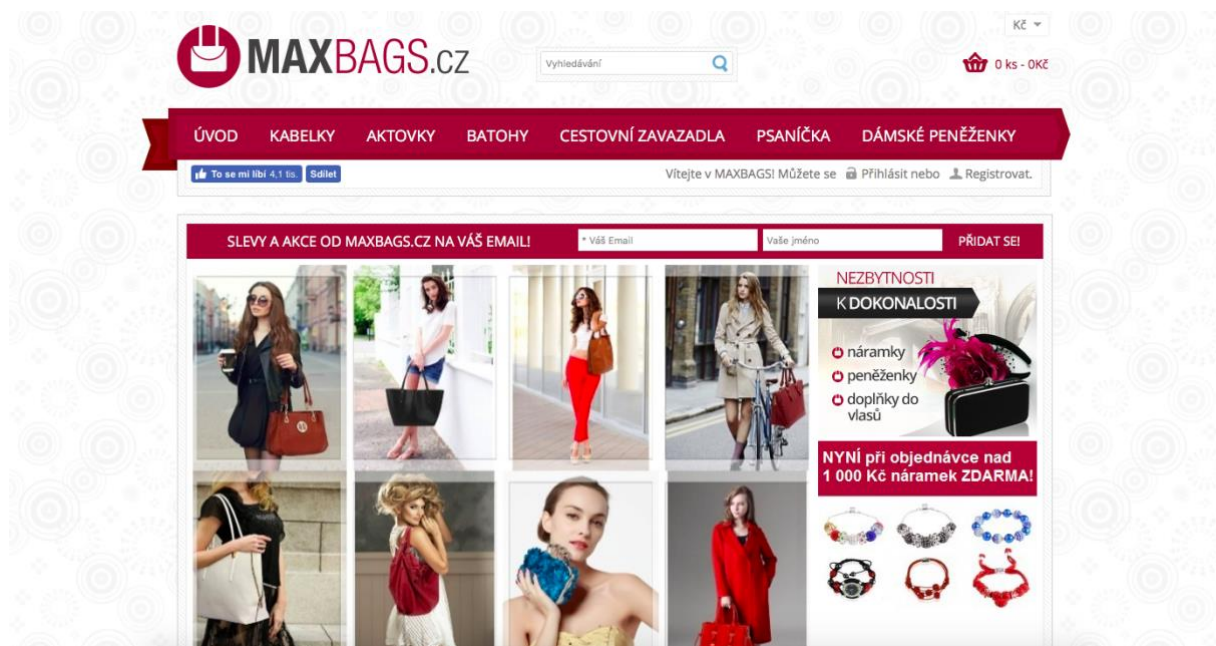 Kč
MAXBAGS.cz
Vyhledávání
0 ks - 0Kč
ÚVOD KABELKY AKTOVKY BATOHY CESTOVNÍ ZAVAZADLA PSANÍČKA DÁMSKÉ PENĚŽENKY
To se mi líbí 4,1 tis. Sdílet Vítejte v MAXBAGS! Můžete se Přihlásit nebo Registrovat.
SLEVY A AKCE OD MAXBAGS.CZ NA VÁŠ EMAIL! * Váš Email Vaše jméno PŘIDAT SE!
NEZBYTNOSTI
K DOKONALOSTI
náramky
peněženky
doplňky do
vlasů
NYNÍ při objednávce nad
1 000 Kč náramek ZDARMA!